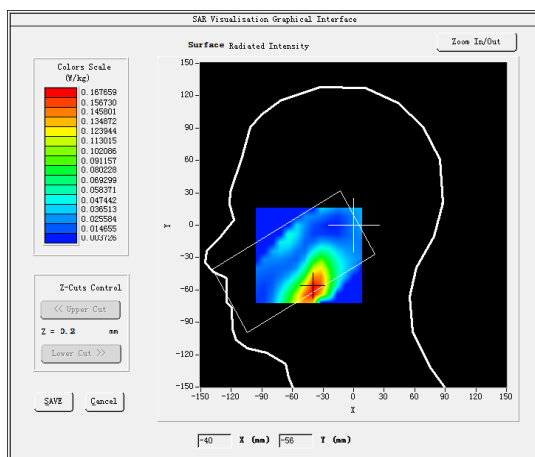 SAR Visualisation Graphical Interface
Surface Radiated Intensity
Zoom In/Out
Colors Scale
(W/kg)
0.167659
0.156730
0.145801
0.134872
0.123944
0.113015
0.102086
0.091157
0.080228
0.069299
0.058371
0.047442
0.036513
0.025584
0.014655
0.003726
Z-Cuts Control
<< Upper Cut
Z = 0.2 mm
Lower Cut >>
SAVE Cancel
150
120
90
60
30
0
-30
-60
-90
-120
-150
Y
-150 -120 -90 -60 -30 0 30 60 90 120 150
X
-40 X (mm) -56 Y (mm)